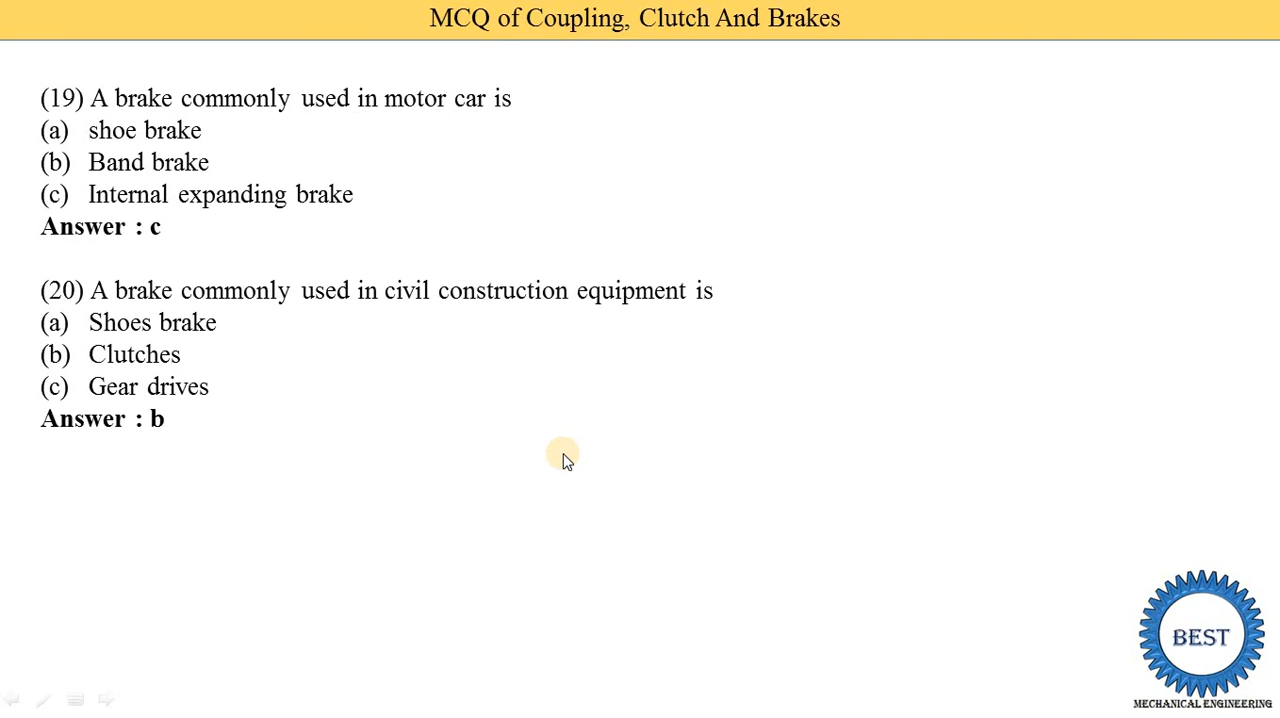 MCQ of Coupling, Clutch And Brakes
(19) A brake commonly used in motor car is
(a) shoe brake
(b) Band brake
(c) Internal expanding brake
Answer : c
(20) A brake commonly used in civil construction equipment is
(a) Shoes brake
(b) Clutches
(c) Gear drives
Answer : b
BEST
MECHANICAL ENGINEERING